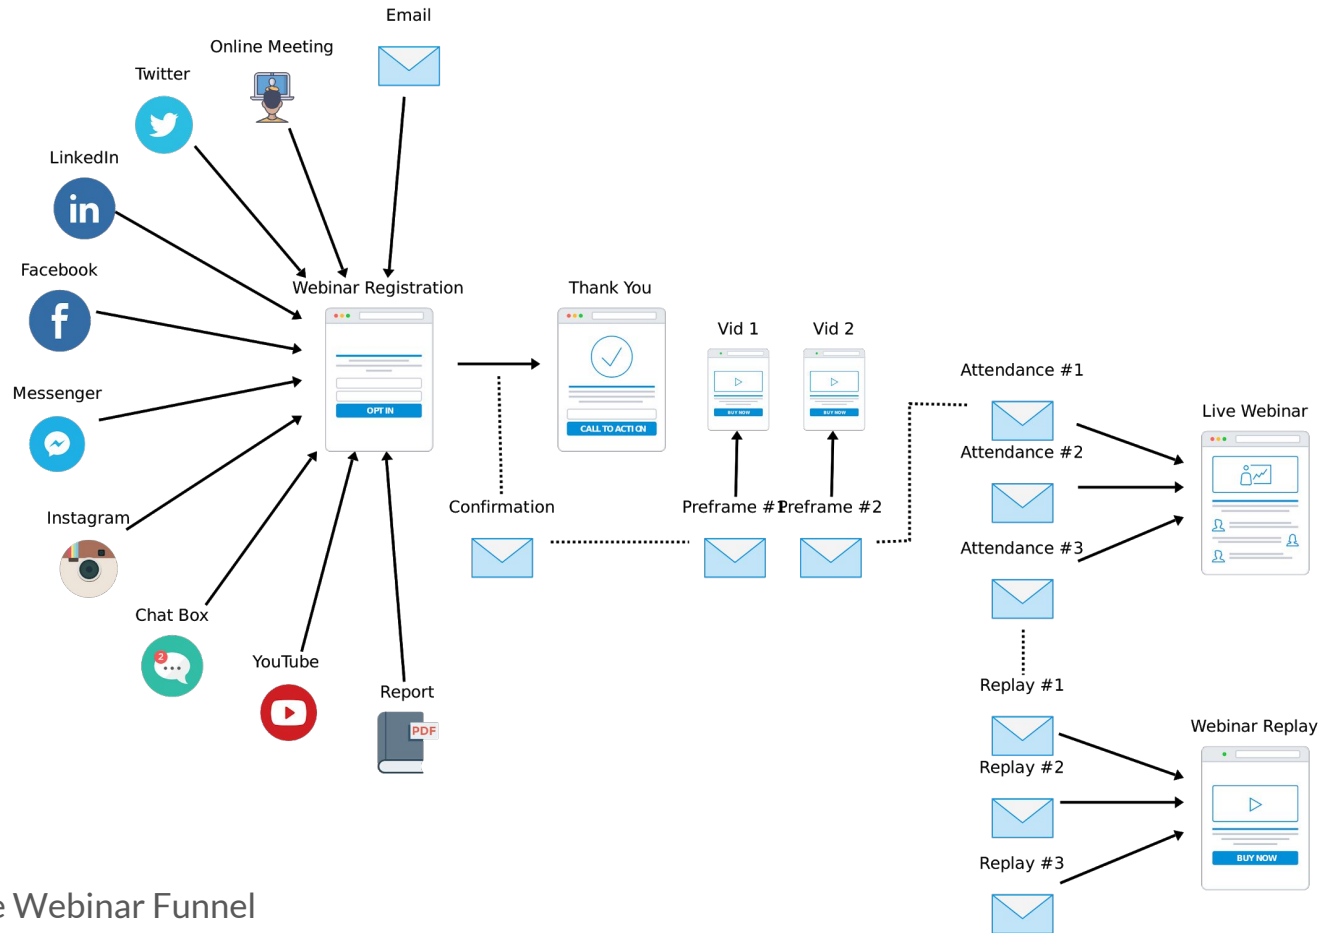 Email
Online Meeting
Twitter
LinkedIn
in
Facebook
f
Messenger
Instagram
Chat Box
2
YouTube
Report
PDF
Webinar Registration
OPT IN
Thank You
CALL TO ACTION
Confirmation
Vid 1
BUY NOW
Vid 2
BUY NOW
Preframe #1
Preframe #2
Attendance #1
Attendance #2
Attendance #3
Live Webinar
Replay #1
Replay #2
Replay #3
Webinar Replay
BUY NOW
e Webinar Funnel